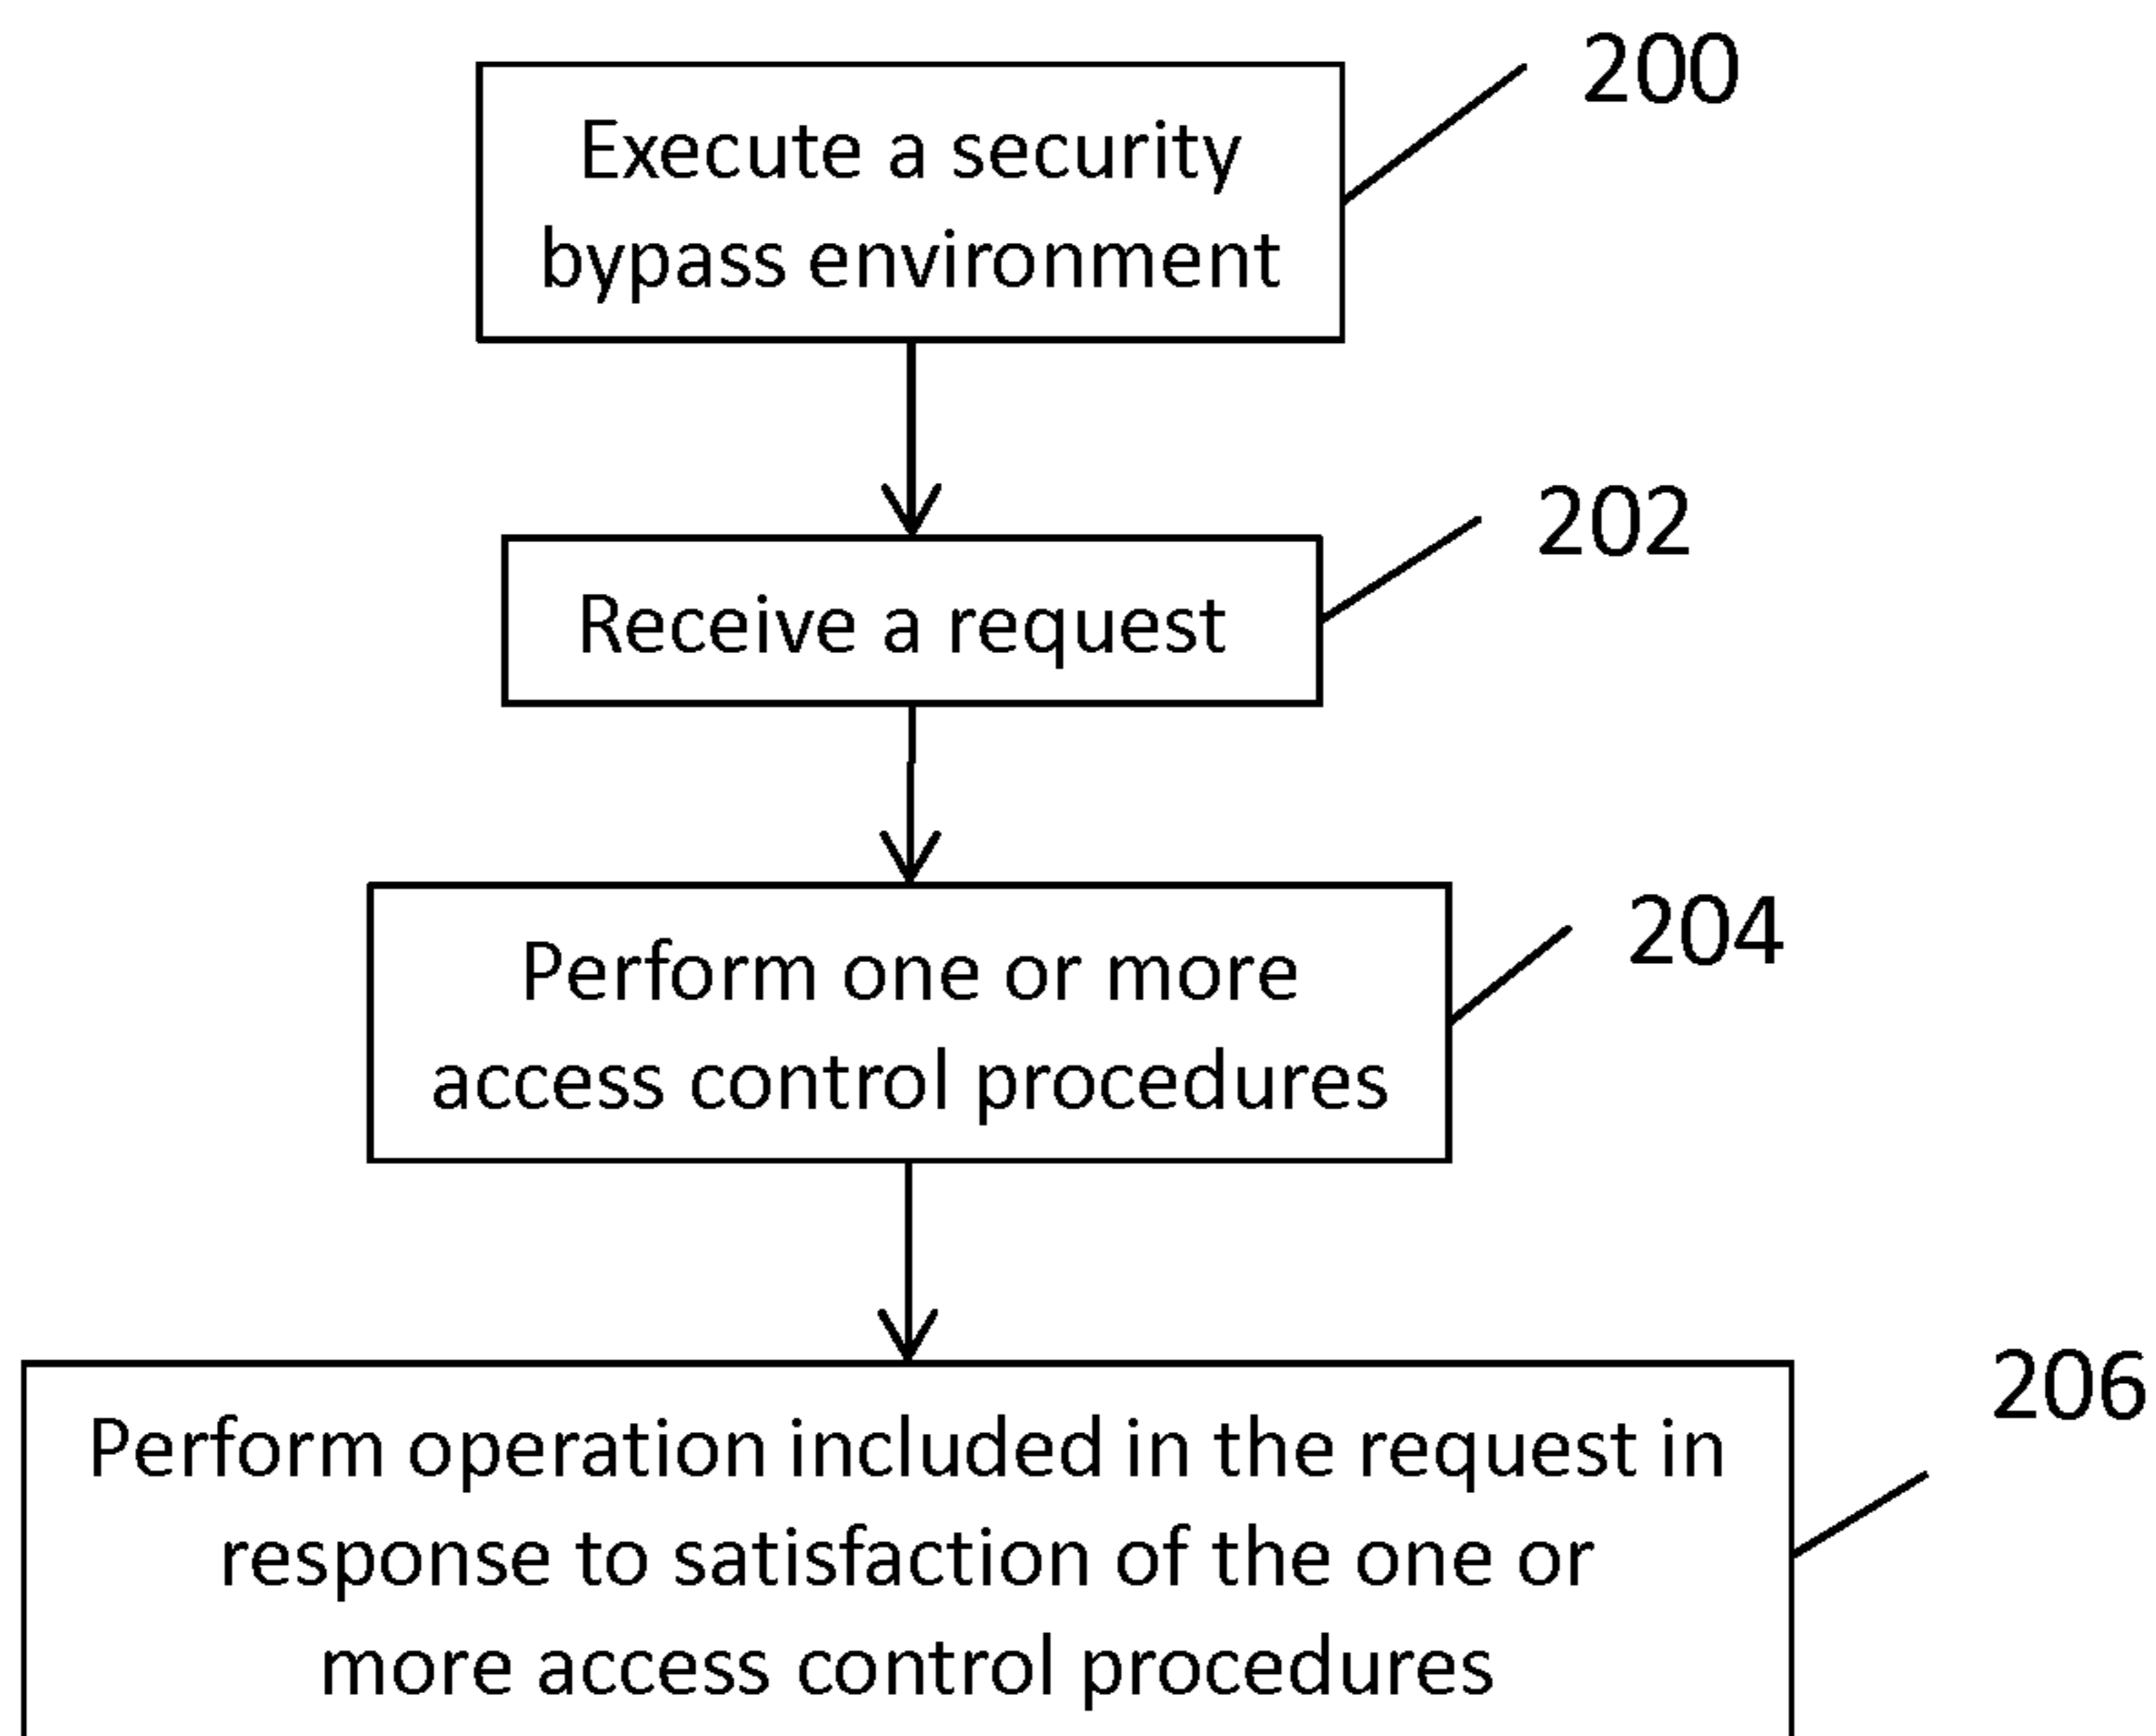 200
Execute a security
bypass environment
202
Receive a request
204
Perform one or more
access control procedures
206
Perform operation included in the request in
response to satisfaction of the one or
more access control procedures